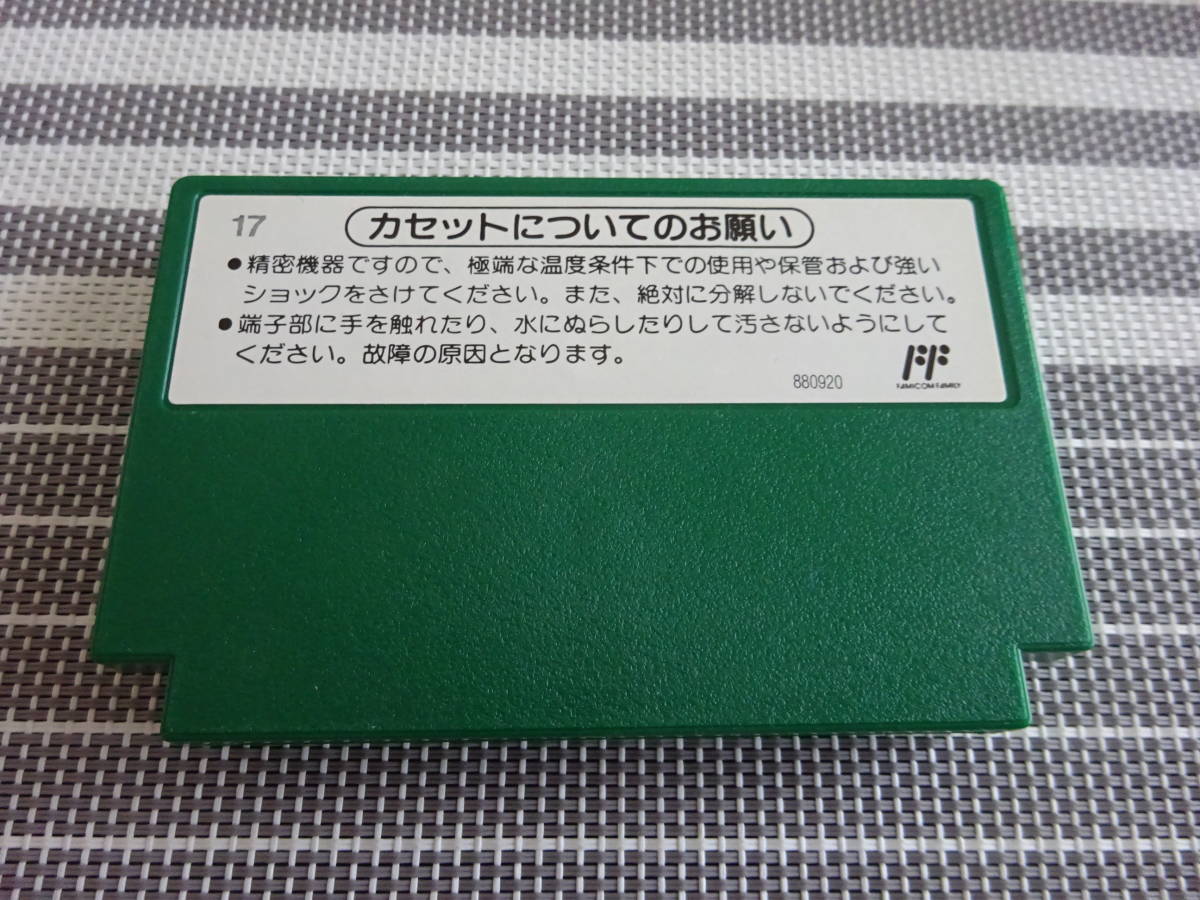 17
カセットについてのお願い
●精密機器ですので、極端な温度条件下での使用や保管および強い
ショックをさけてください。また、絶対に分解しないでください。
●端子部に手を触れたり、水にぬらしたりして汚さないようにして
ください。故障の原因となります。
880920
FAMICOM FAMILY